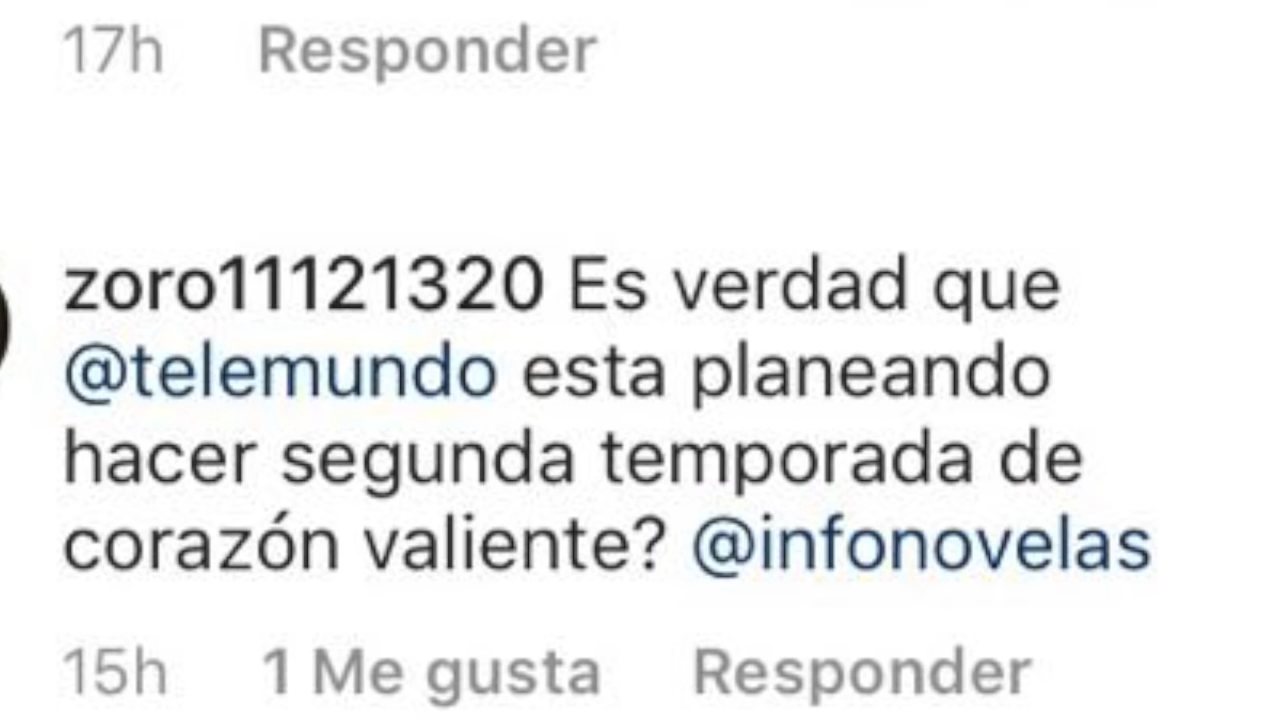 17h Responder
zoro11121320 Es verdad que
@telemundo esta planeando
hacer segunda temporada de
corazón valiente? @infonovelas
15h 1 Me gusta Responder